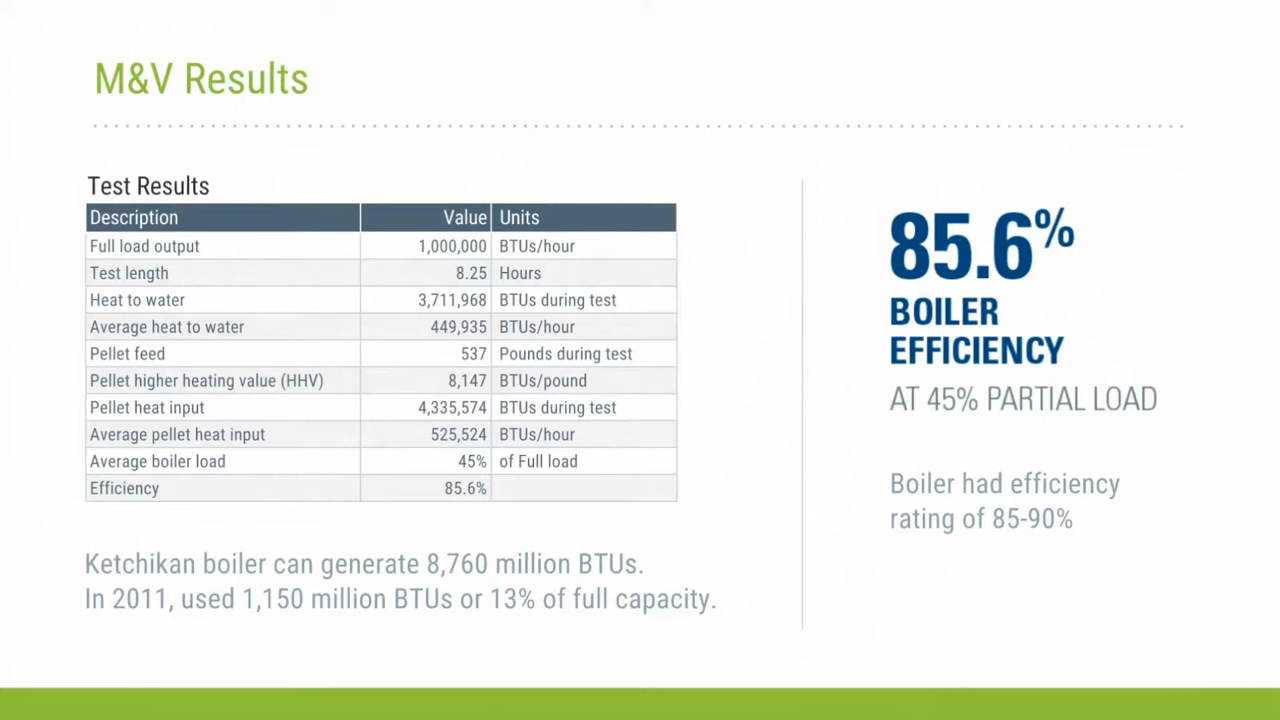 M&V Results
Test Results
Description Value Units
Full load output 1,000,000 BTUs/hour
Test length 8.25 Hours
Heat to water 3,711,968 BTUs during test
Average heat to water 449,935 BTUs/hour
Pellet feed 537 Pounds during test
Pellet higher heating value (HHV) 8,147 BTUs/pound
Pellet heat input 4,335,574 BTUs during test
Average pellet heat input 525,524 BTUs/hour
Average boiler load 45% of Full load
Efficiency 85.6%
Ketchikan boiler can generate 8,760 million BTUs.
In 2011, used 1,150 million BTUs or 13% of full capacity.
85.6%
BOILER
EFFICIENCY
AT 45% PARTIAL LOAD
Boiler had efficiency
rating of 85-90%